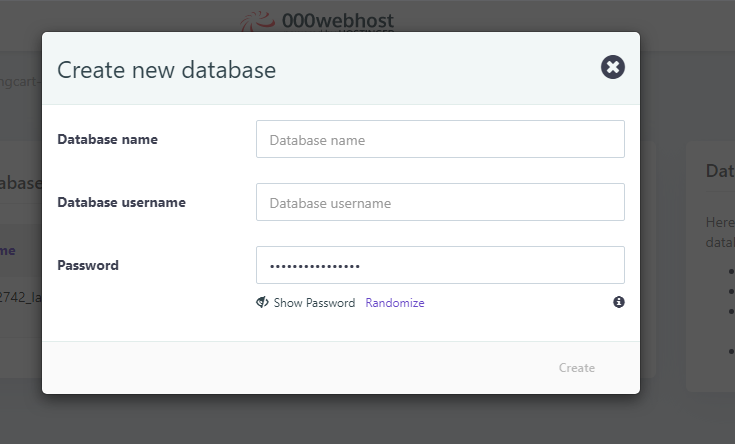 000webhost
Create new database
ngcart-
Database name
Database name
abase
Dat
Database username
Database username
Here
datab
me
Password
••••••••••••••••
2742_la
Show Password Randomize
Create